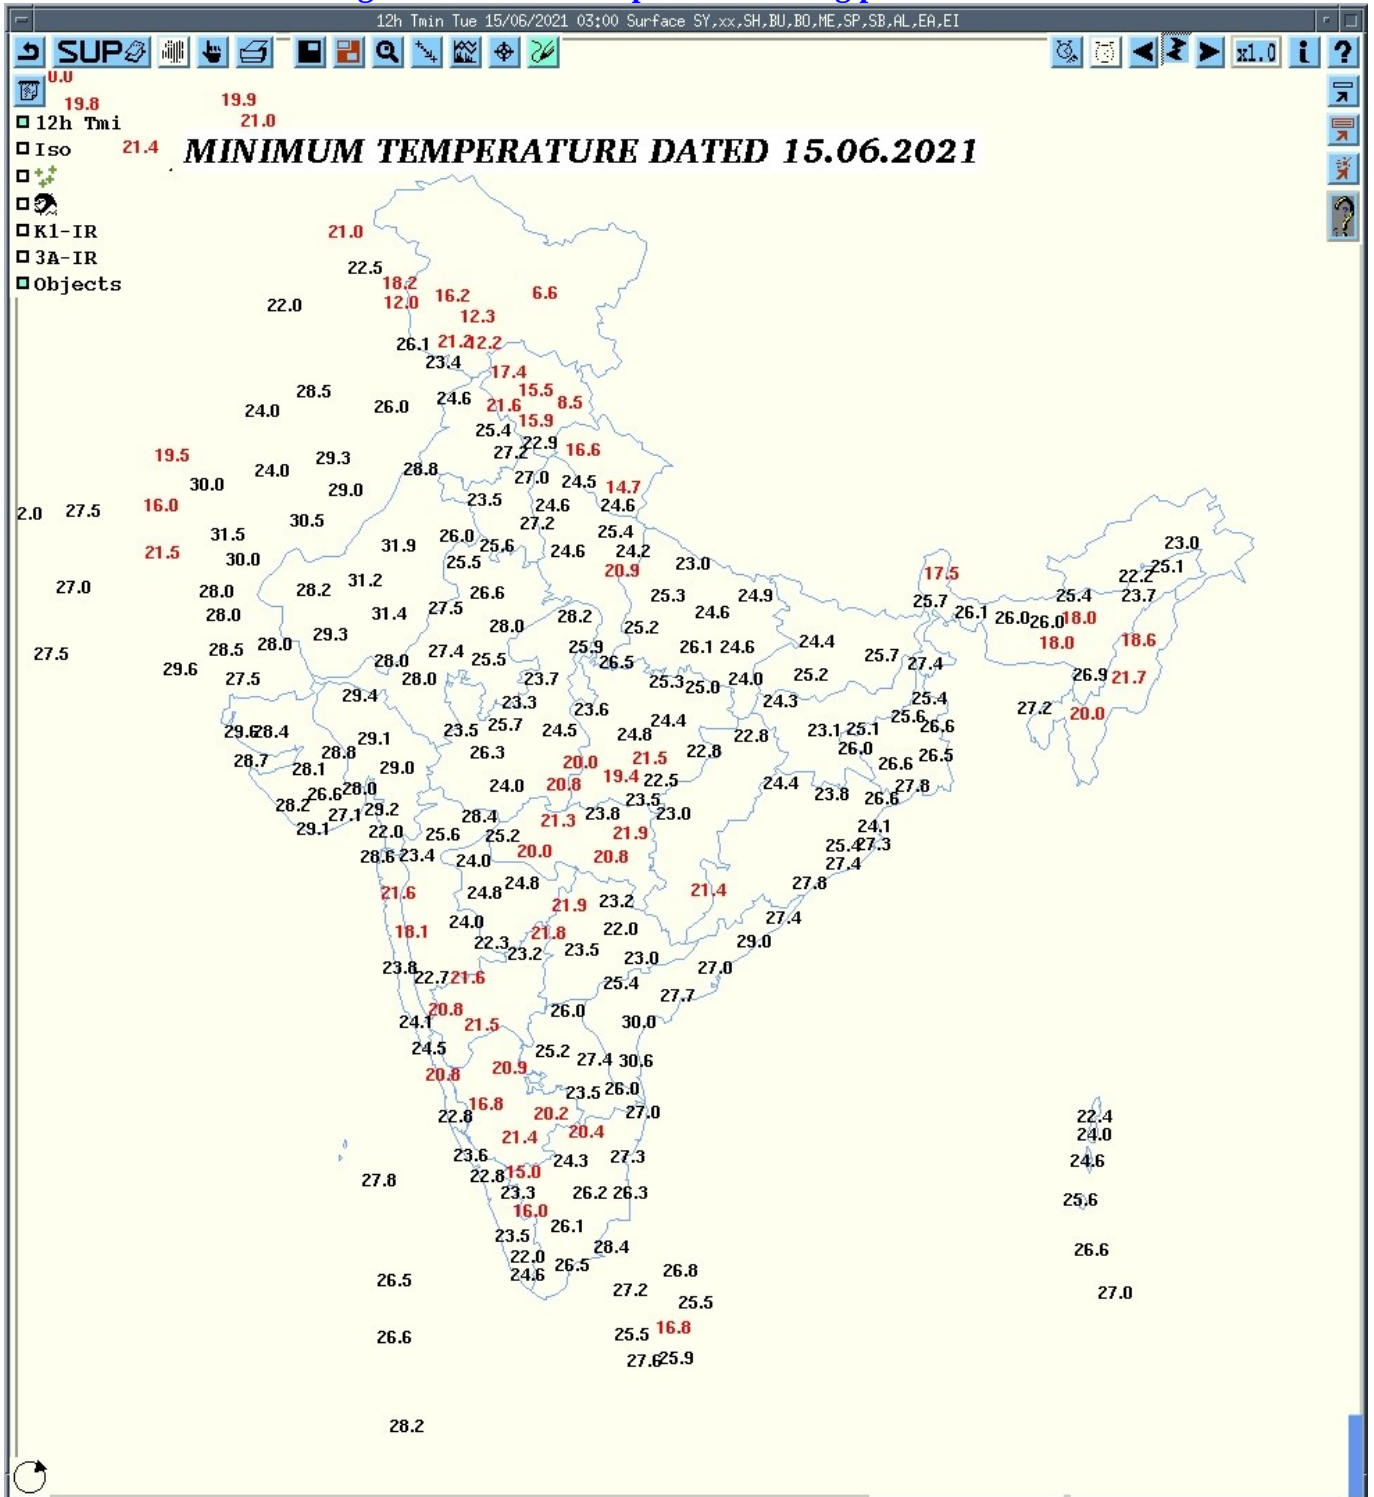 12h Tmin Tue 15/06/2021 03:00 Surface SY,xx,SH,BU,BO,ME,SP,SB,AL,EA,EI
SUP x1.0 i ?
0.0
19.8 19.9
12h Tmi 21.0
Iso 21.4 MINIMUM TEMPERATURE DATED 15.06.2021
K1-IR 21.0
3A-IR 22.5
Objects 18.2
22.0 12.0 16.2 6.6
12.3
26.1 21.2 12.2
23.4
17.4
28.5 15.5
24.0 26.0 24.6 21.6 8.5
15.9
25.4
22.9
19.5 29.3 27.2 16.6
30.0 24.0 28.8 27.0 24.5
29.0 14.7
2.0 27.5 16.0 23.5 24.6 24.6
30.5 27.2
31.5 26.0 25.4
21.5 30.0 31.9 25.6 24.6 24.2 23.0
25.5 23.0 25.1
20.9 17.5 22.2
27.0 28.0 28.2 31.2 26.6 25.3 24.9 25.7 25.4 23.7
28.0 31.4 27.5 28.2 24.6 26.1 26.0 26.0 18.0
29.3 28.0 25.2
27.5 28.5 28.0 27.4 25.9 26.1 24.6 24.4 18.0 18.6
29.6 28.0 25.5 26.5 25.7 27.4
27.5 28.0 23.7 25.3 25.0 24.0 25.2 26.9 21.7
29.4 23.3 23.6 24.3 25.4 27.2 20.0
29.6 28.4 23.5 25.7 24.5 24.4 25.6
29.1 24.8 22.8 23.1 25.1 26.6
28.7 28.8 26.3 22.8 26.0
28.1 29.0 20.0 21.5 26.6 26.5
26.6 28.0 24.0 20.8 19.4 22.5 24.4 23.8 27.8
28.2 27.1 29.2 28.4 23.5 26.6
29.1 22.0 25.6 25.2 21.3 23.8 23.0 24.1
28.6 23.4 24.0 20.0 21.9 25.4 27.3
20.8 27.4
21.6 24.8 24.8 21.4 27.8
21.9 23.2
18.1 24.0 21.8 22.0 27.4
22.3 23.2 23.5 29.0
23.8 22.7 21.6 23.0 27.0
25.4
20.8 26.0 27.7
24.1 21.5 30.0
24.5 25.2 27.4 30.6
20.8 20.9
16.8 23.5 26.0
22.8 20.2 27.0 22.4
21.4 20.4 24.0
23.6 24.3 27.3 24.6
27.8 22.8 15.0
23.3 26.2 26.3 25.6
16.0
23.5 26.1
22.0 28.4 26.6
26.5 24.6 26.5 26.8
27.2 25.5 27.0
26.6 25.5 16.8
27.6 25.9
28.2